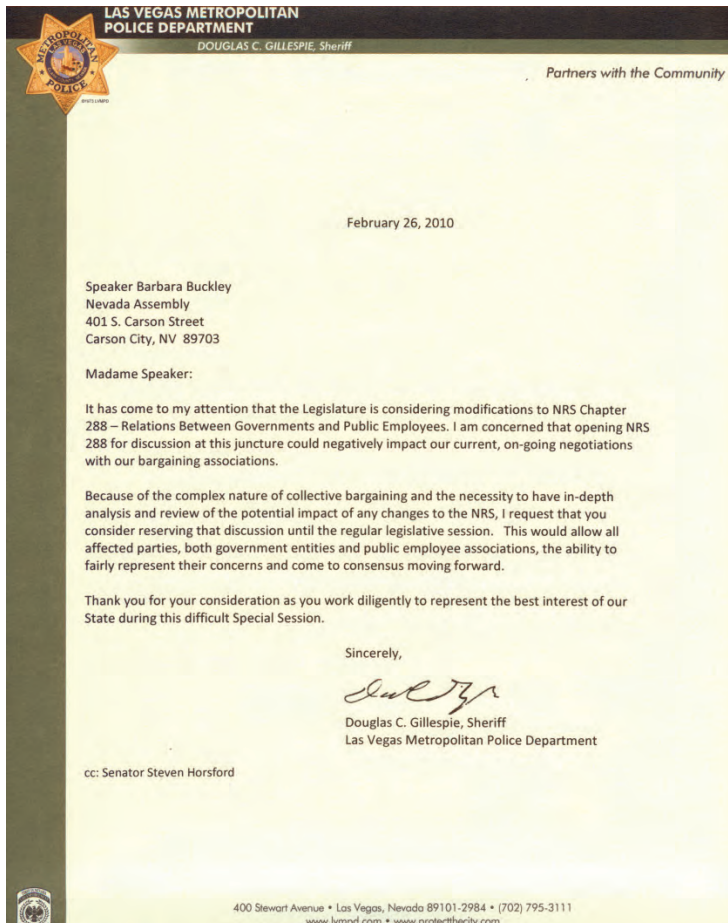 LAS VEGAS METROPOLITAN
POLICE DEPARTMENT
DOUGLAS C. GILLESPIE, Sheriff
METROPOLITAN
LAS VEGAS
POLICE
Partners with the Community
February 26, 2010
Speaker Barbara Buckley
Nevada Assembly
401 S. Carson Street
Carson City, NV 89703
Madame Speaker:
It has come to my attention that the Legislature is considering modifications to NRS Chapter
288 – Relations Between Governments and Public Employees. I am concerned that opening NRS
288 for discussion at this juncture could negatively impact our current, on-going negotiations
with our bargaining associations.
Because of the complex nature of collective bargaining and the necessity to have in-depth
analysis and review of the potential impact of any changes to the NRS, I request that you
consider reserving that discussion until the regular legislative session. This would allow all
affected parties, both government entities and public employee associations, the ability to
fairly represent their concerns and come to consensus moving forward.
Thank you for your consideration as you work diligently to represent the best interest of our
State during this difficult Special Session.
Sincerely,
Douglas C. Gillespie, Sheriff
Las Vegas Metropolitan Police Department
cc: Senator Steven Horsford
400 Stewart Avenue • Las Vegas, Nevada 89101-2984 • (702) 795-3111
www.lvmpd.com • www.protectthecity.com